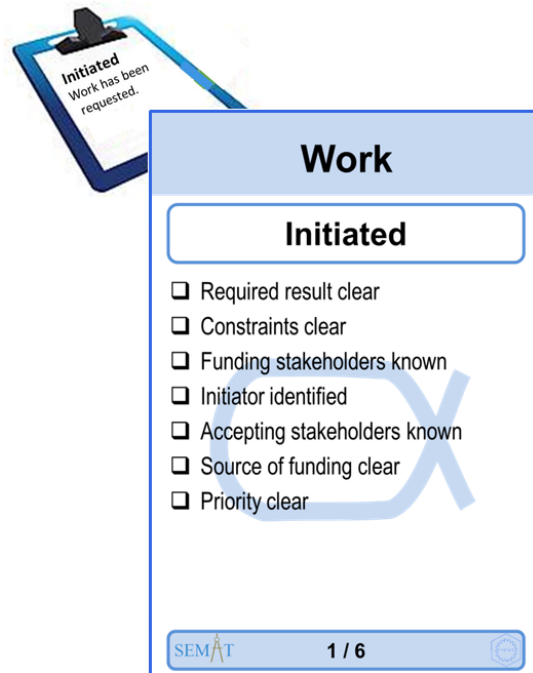 Initiated
Work has been
requested.
Work
Initiated
Required result clear
Constraints clear
Funding stakeholders known
Initiator identified
Accepting stakeholders known
Source of funding clear
Priority clear
SEMAT
1 / 6